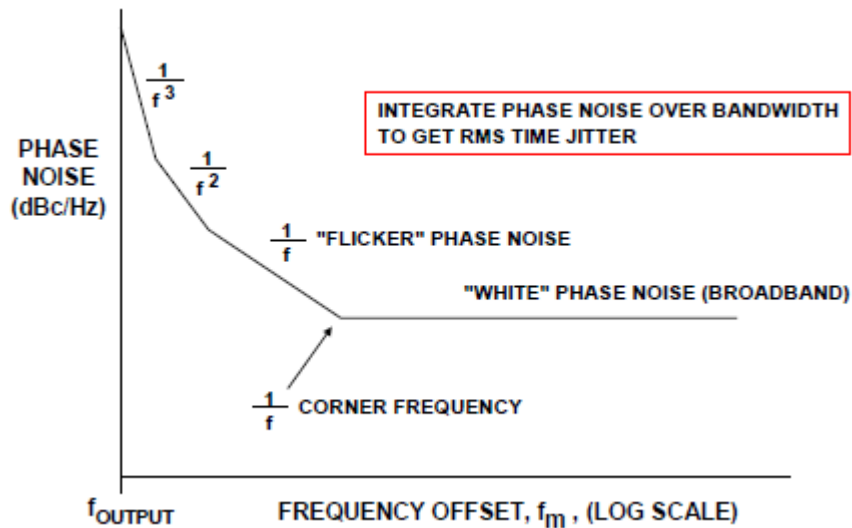 1
f 3
INTEGRATE PHASE NOISE OVER BANDWIDTH
TO GET RMS TIME JITTER
PHASE
NOISE
(dBc/Hz)
1
f 2
1
f "FLICKER" PHASE NOISE
"WHITE" PHASE NOISE (BROADBAND)
1
f CORNER FREQUENCY
fOUTPUT
FREQUENCY OFFSET, fm , (LOG SCALE)